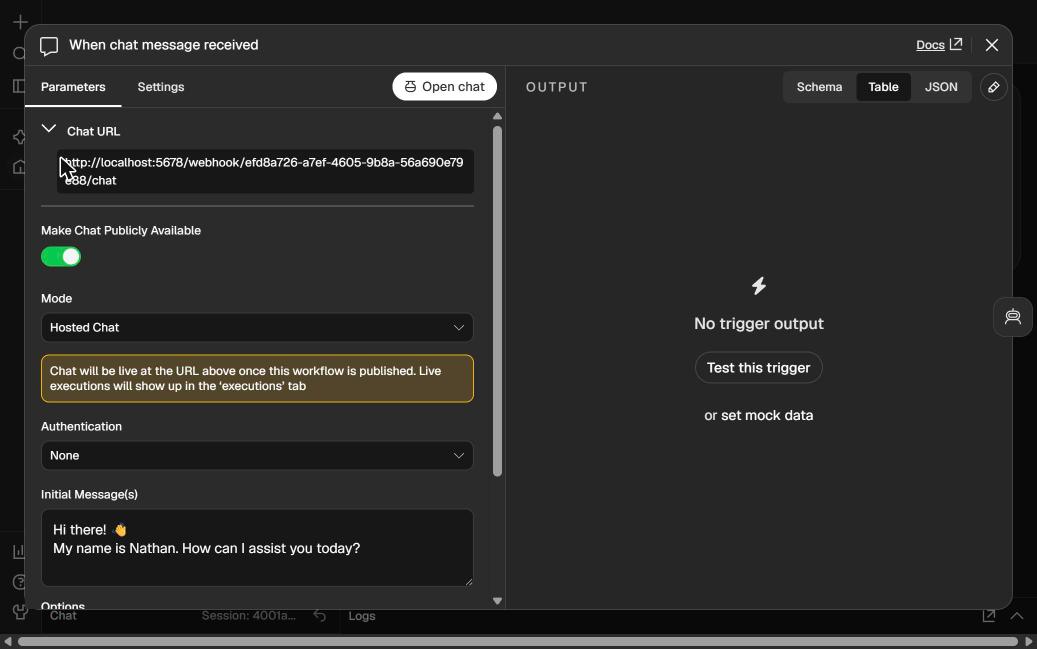 When chat message received
Docs
Parameters
Settings
Open chat
OUTPUT
Schema
Table
JSON
Chat URL
http://localhost:5678/webhook/efd8a726-a7ef-4605-9b8a-56a690e79
e88/chat
Make Chat Publicly Available
Mode
Hosted Chat
Chat will be live at the URL above once this workflow is published. Live
executions will show up in the ‘executions’ tab
Authentication
None
Initial Message(s)
Hi there! 👋
My name is Nathan. How can I assist you today?
Options
No trigger output
Test this trigger
or set mock data
Chat
Session: 4001a...
Logs